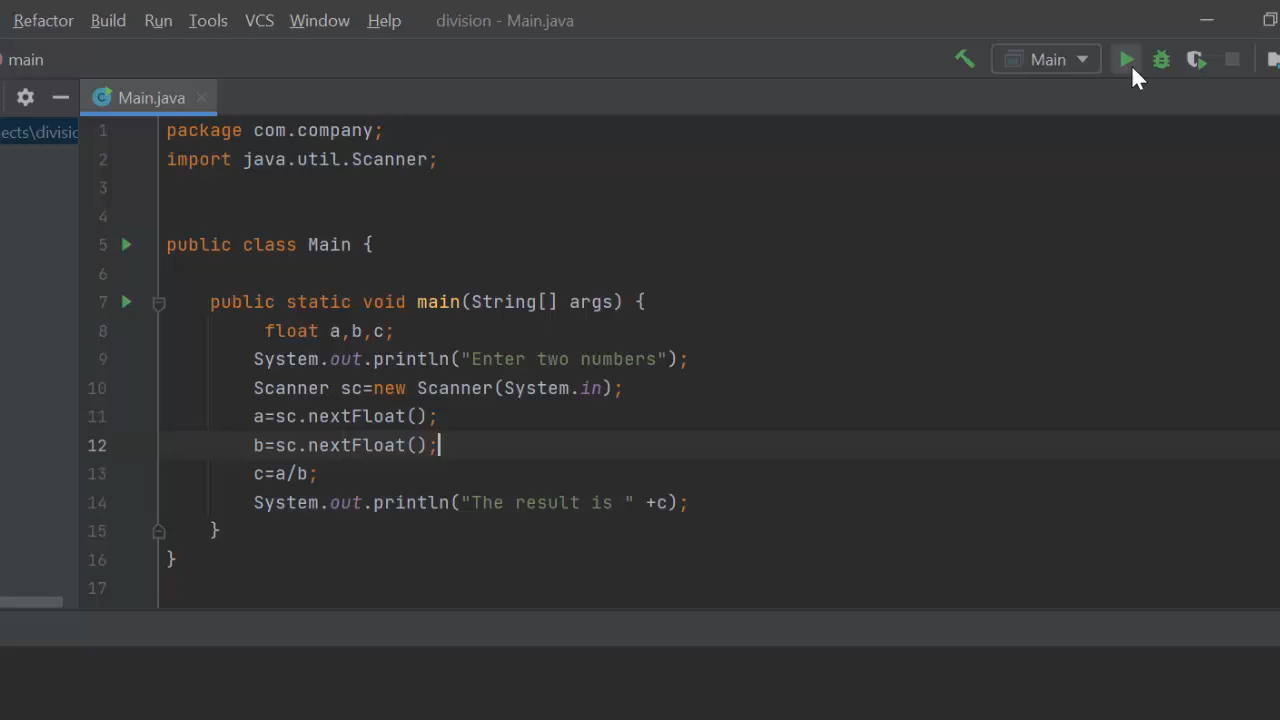 Refactor Build Run Tools VCS Window Help division - Main.java
main Main
Main.java
ects\divisio
1 package com.company;
2 import java.util.Scanner;
3
4
5 public class Main {
6
7 public static void main(String[] args) {
8 float a,b,c;
9 System.out.println("Enter two numbers");
10 Scanner sc=new Scanner(System.in);
11 a=sc.nextFloat();
12 b=sc.nextFloat();
13 c=a/b;
14 System.out.println("The result is " +c);
15 }
16 }
17